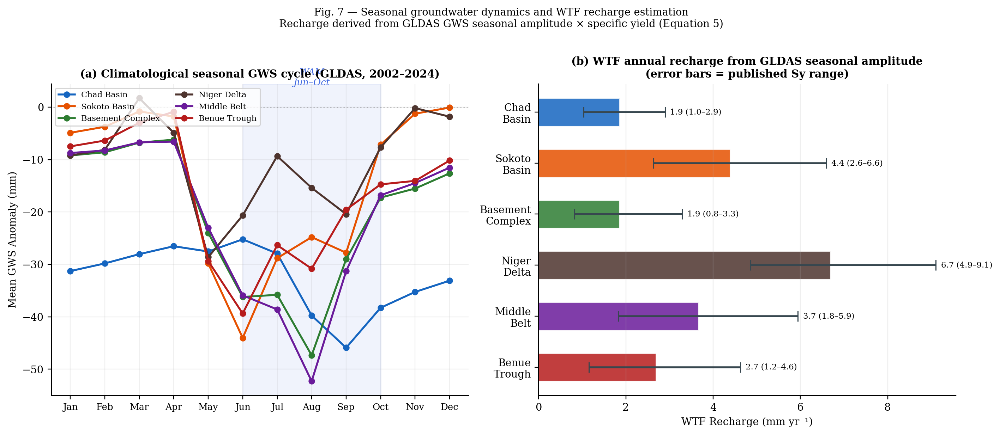 Fig. 7 — Seasonal groundwater dynamics and WTF recharge estimation
Recharge derived from GLDAS GWS seasonal amplitude × specific yield (Equation 5)
(a) Climatological seasonal GWS cycle (GLDAS, 2002–2024)
WAM
Jun–Oct
Chad Basin
Sokoto Basin
Basement Complex
Niger Delta
Middle Belt
Benue Trough
Mean GWS Anomaly (mm)
0
−10
−20
−30
−40
−50
Jan
Feb
Mar
Apr
May
Jun
Jul
Aug
Sep
Oct
Nov
Dec
(b) WTF annual recharge from GLDAS seasonal amplitude
(error bars = published Sy range)
Chad
Basin
1.9 (1.0–2.9)
Sokoto
Basin
4.4 (2.6–6.6)
Basement
Complex
1.9 (0.8–3.3)
Niger
Delta
6.7 (4.9–9.1)
Middle
Belt
3.7 (1.8–5.9)
Benue
Trough
2.7 (1.2–4.6)
0
2
4
6
8
WTF Recharge (mm yr⁻¹)